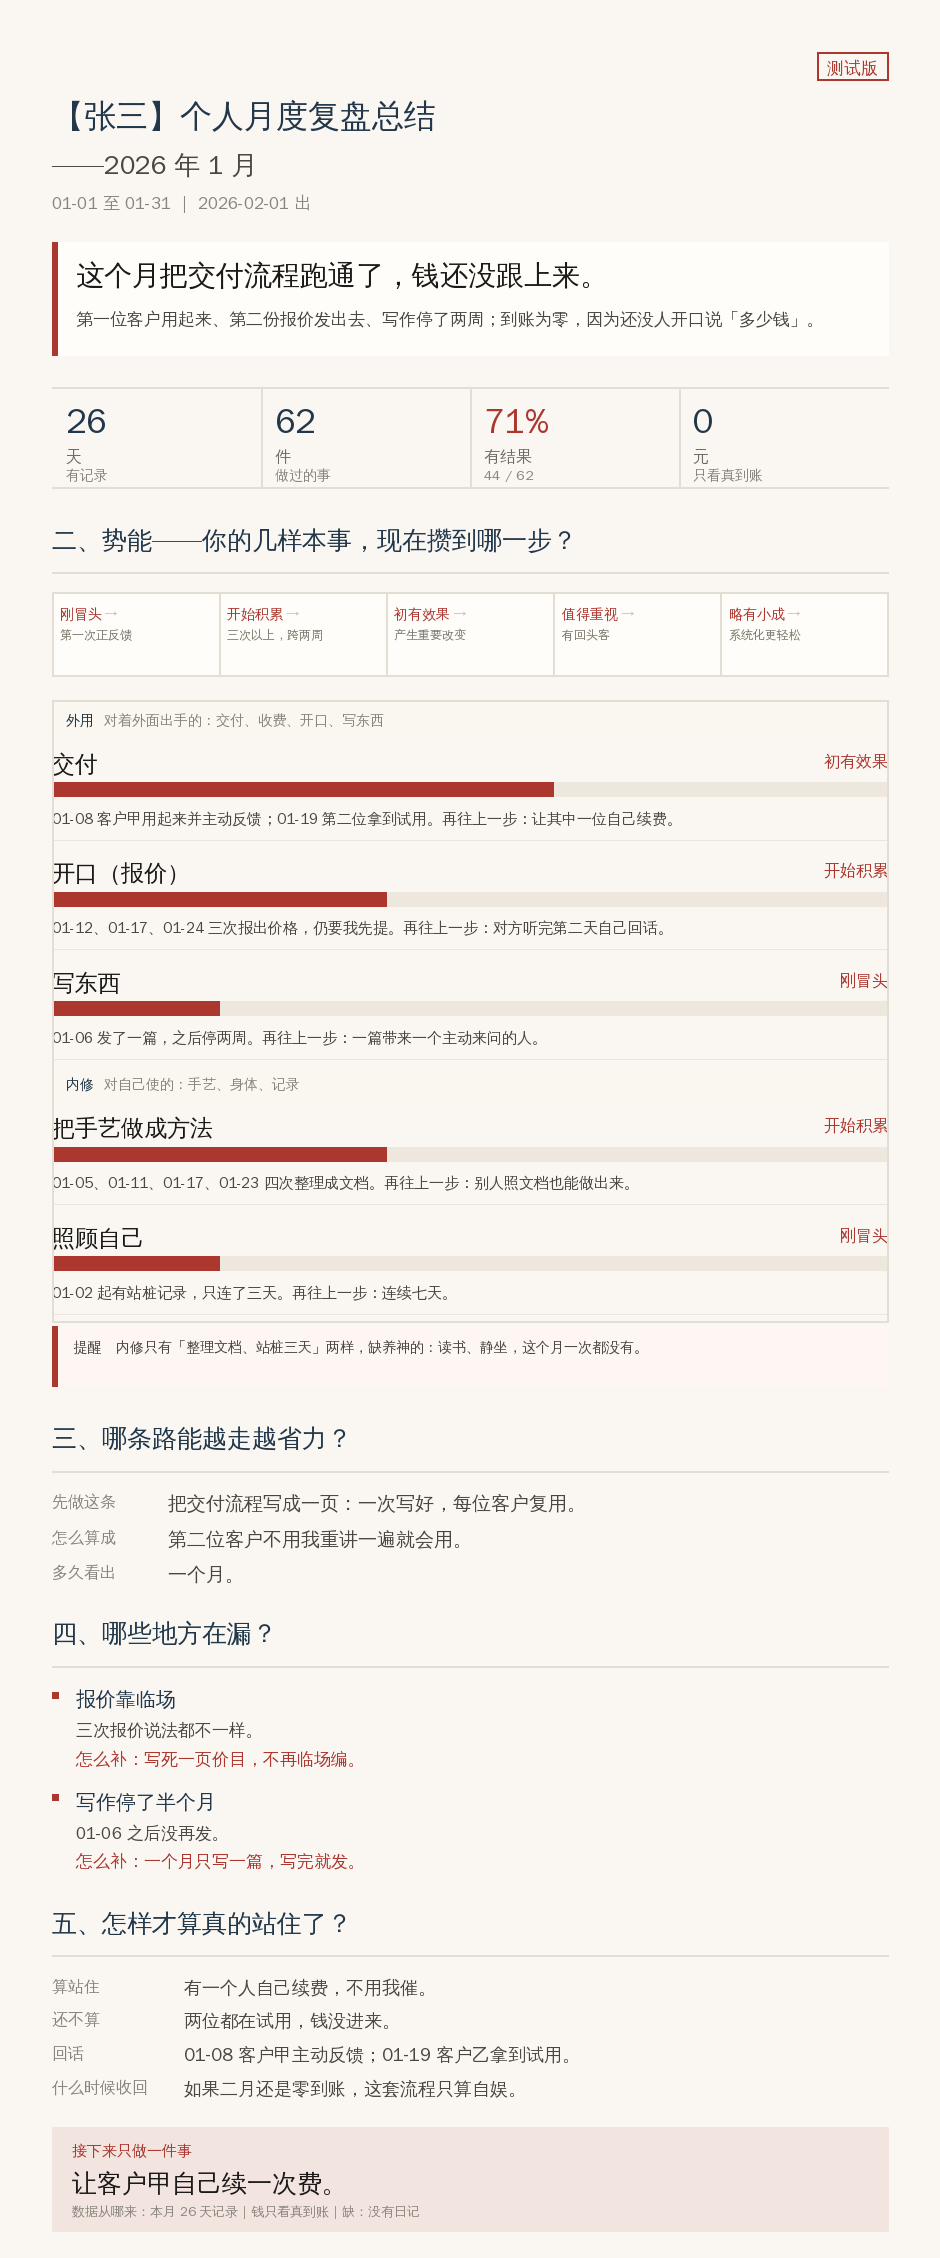 测试版
【张三】个人月度复盘总结
——2026 年 1 月
01-01 至 01-31 ｜ 2026-02-01 出
这个月把交付流程跑通了，钱还没跟上来。
第一位客户用起来、第二份报价发出去、写作停了两周；到账为零，因为还没人开口说「多少钱」。
26 62 71% 0
天 件 有结果 元
有记录 做过的事 44 / 62 只看真到账
二、势能——你的几样本事，现在攒到哪一步？
刚冒头→ 开始积累→ 初有效果→ 值得重视→ 略有小成→
第一次正反馈 三次以上，跨两周 产生重要改变 有回头客 系统化更轻松
外用 对着外面出手的：交付、收费、开口、写东西
交付 初有效果
01-08 客户甲用起来并主动反馈；01-19 第二位拿到试用。再往上一步：让其中一位自己续费。
开口（报价） 开始积累
01-12、01-17、01-24 三次报出价格，仍要我先提。再往上一步：对方听完第二天自己回话。
写东西 刚冒头
01-06 发了一篇，之后停两周。再往上一步：一篇带来一个主动来问的人。
内修 对自己使的：手艺、身体、记录
把手艺做成方法 开始积累
01-05、01-11、01-17、01-23 四次整理成文档。再往上一步：别人照文档也能做出来。
照顾自己 刚冒头
01-02 起有站桩记录，只连了三天。再往上一步：连续七天。
提醒 内修只有「整理文档、站桩三天」两样，缺养神的：读书、静坐，这个月一次都没有。
三、哪条路能越走越省力？
先做这条 把交付流程写成一页：一次写好，每位客户复用。
怎么算成 第二位客户不用我重讲一遍就会用。
多久看出 一个月。
四、哪些地方在漏？
报价靠临场
三次报价说法都不一样。
怎么补：写死一页价目，不再临场编。
写作停了半个月
01-06 之后没再发。
怎么补：一个月只写一篇，写完就发。
五、怎样才算真的站住了？
算站住 有一个人自己续费，不用我催。
还不算 两位都在试用，钱没进来。
回话 01-08 客户甲主动反馈；01-19 客户乙拿到试用。
什么时候收回 如果二月还是零到账，这套流程只算自娱。
接下来只做一件事
让客户甲自己续一次费。
数据从哪来：本月 26 天记录｜钱只看真到账｜缺：没有日记